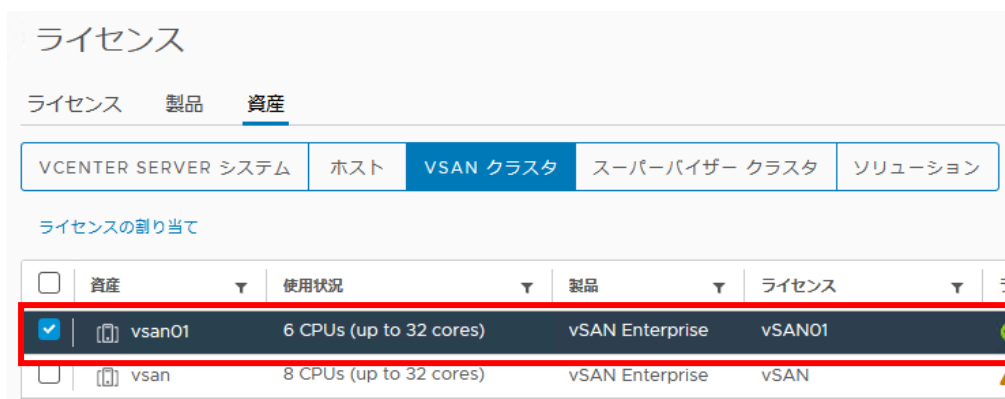 ライセンス
ライセンス 製品 資産
VCENTER SERVER システム ホスト VSAN クラスタ スーパーバイザー クラスタ ソリューション
ライセンスの割り当て
資産 使用状況 製品 ライセンス
vsan01 6 CPUs (up to 32 cores) vSAN Enterprise vSAN01
vsan 8 CPUs (up to 32 cores) vSAN Enterprise vSAN